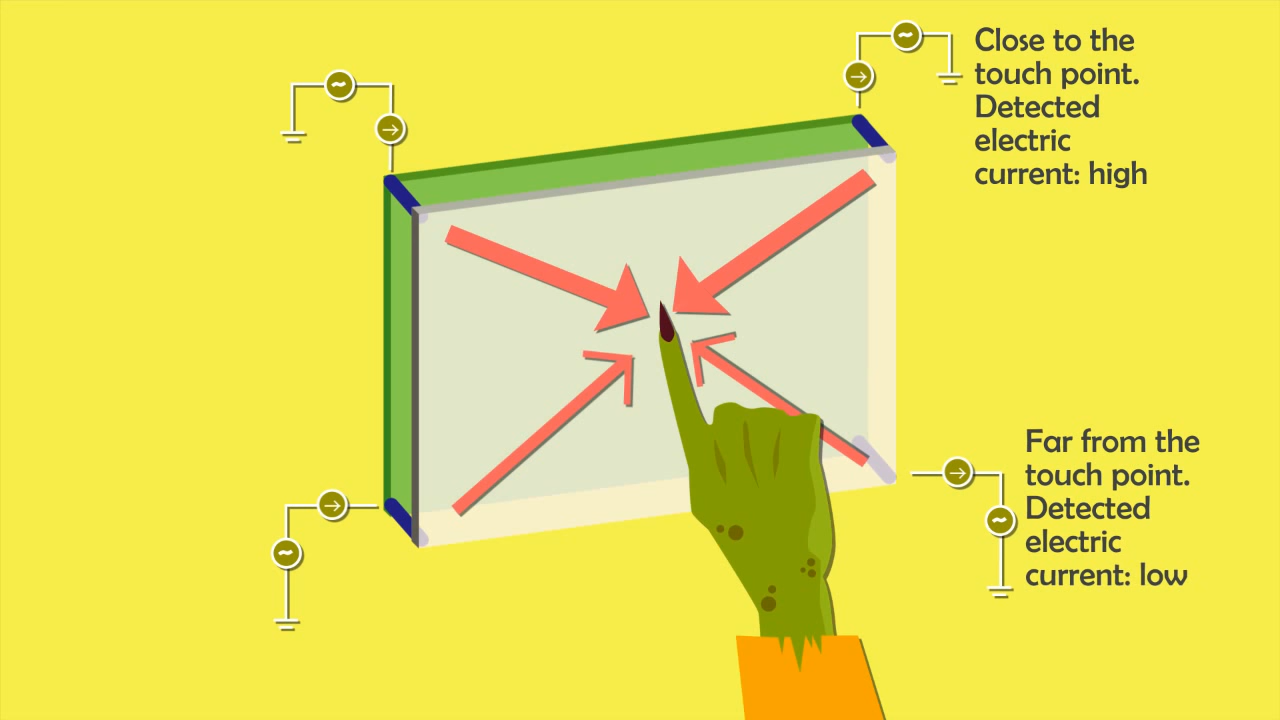 Close to the
touch point.
Detected
electric
current: high
Far from the
touch point.
Detected
electric
current: low